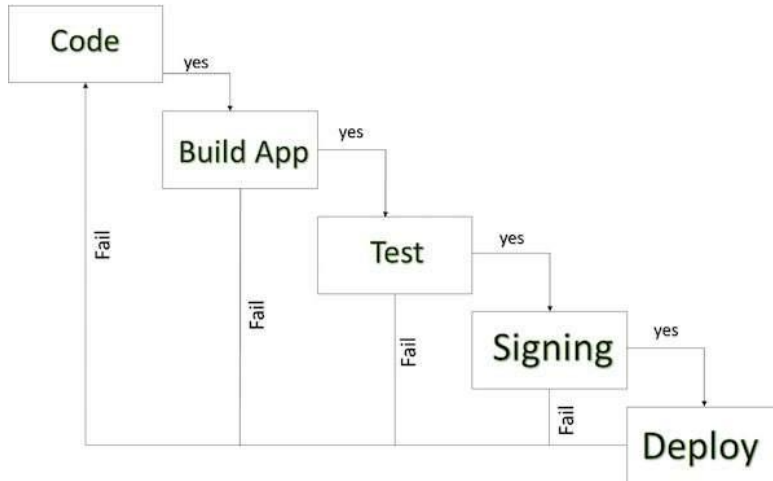 Code
yes
Build App
yes
Test
yes
Signing
yes
Deploy
Fail
Fail
Fail
Fail